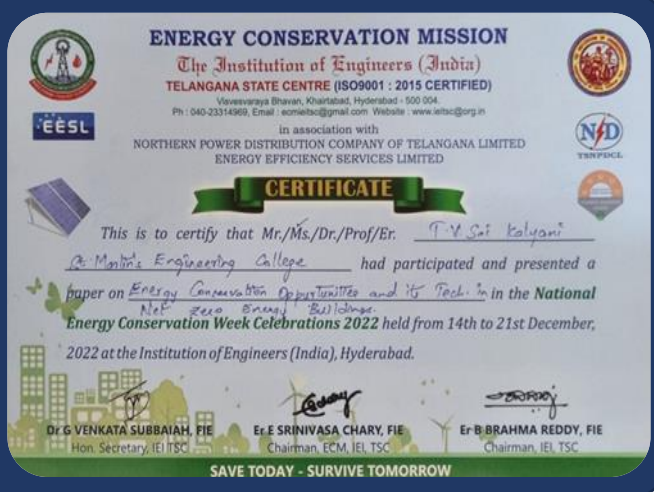 ENERGY CONSERVATION MISSION
The Institution of Engineers (India)
TELANGANA STATE CENTRE (ISO9001 : 2015 CERTIFIED)
Visvesvaraya Bhavan, Khairtabad, Hyderabad - 500 004.
Ph : 040-23314969, Email : eomieitsc@gmail.com Website : www.ieitsc@org.in
EESL
in association with
NORTHERN POWER DISTRIBUTION COMPANY OF TELANGANA LIMITED
TSNPDCL
ENERGY EFFICIENCY SERVICES LIMITED
CERTIFICATE
This is to certify that Mr./Ms./Dr./Prof/Er. T.V Sai Kalyani
St. Martin's Engineering College had participated and presented a
paper on Energy Conservation Oppurtunities and its Tech. in in the National
Net zero Energy Buildings.
Energy Conservation Week Celebrations 2022 held from 14th to 21st December,
2022 at the Institution of Engineers (India), Hyderabad.
Dr G VENKATA SUBBAIAH, FIE Er E SRINIVASA CHARY, FIE Er B BRAHMA REDDY, FIE
Hon. Secretary, IEI TSC Chairman, ECM, IEI, TSC Chairman, IEI, TSC
SAVE TODAY - SURVIVE TOMORROW